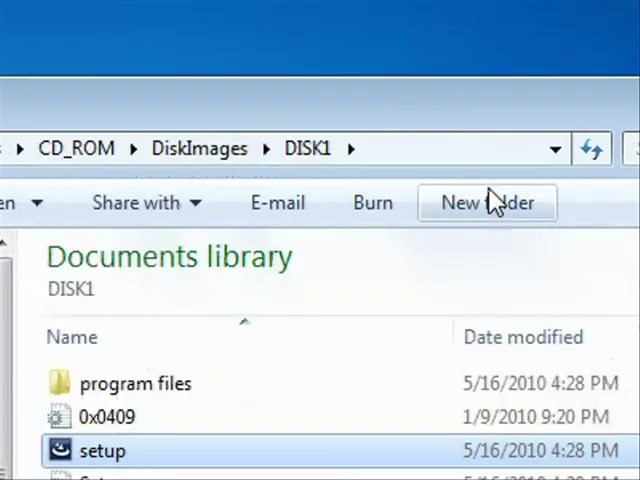 CD_ROM DiskImages DISK1
en Share with E-mail Burn New folder
Documents library
DISK1
Name Date modified
program files 5/16/2010 4:28 PM
0x0409 1/9/2010 9:20 PM
setup 5/16/2010 4:28 PM